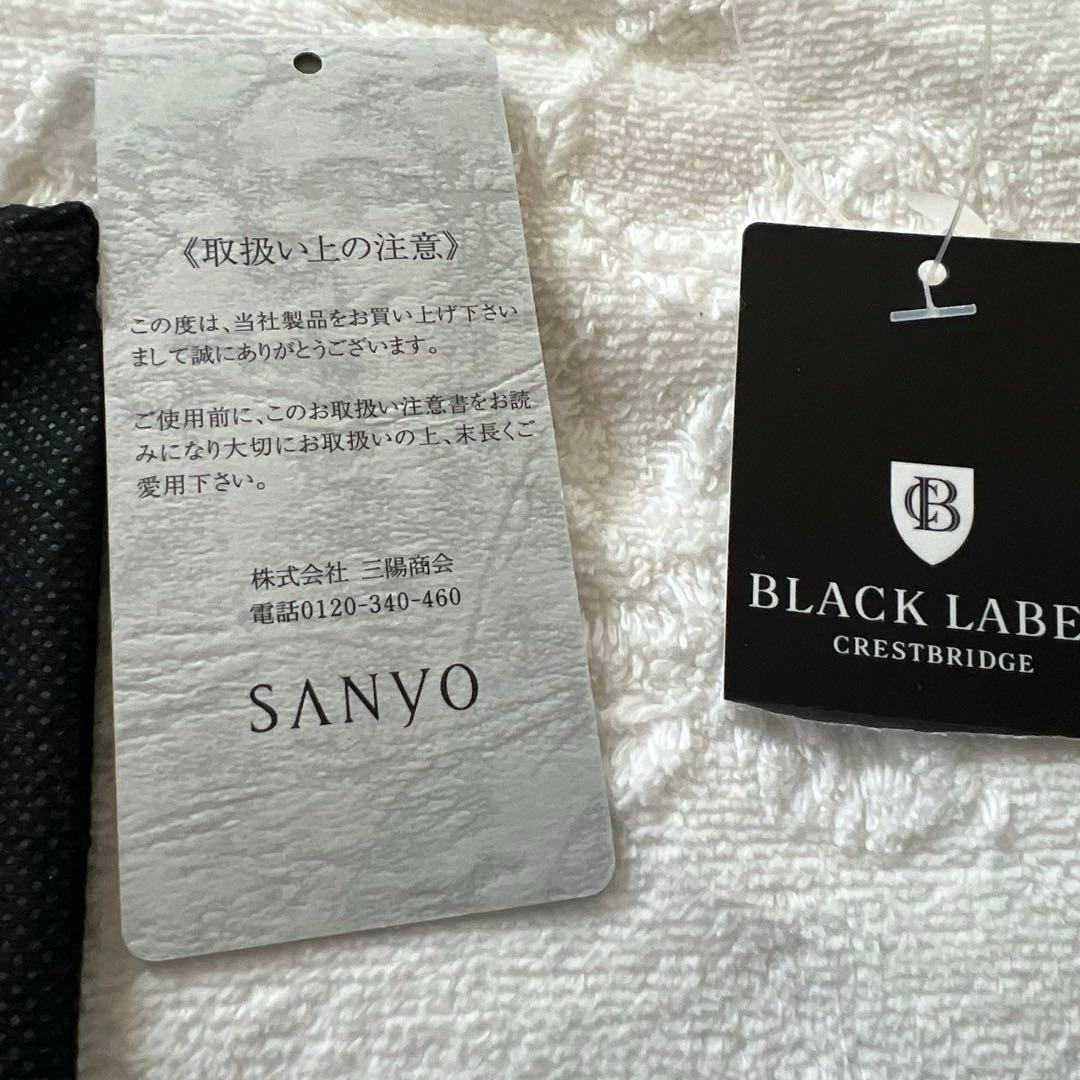 《取扱い上の注意》
この度は、当社製品をお買い上げ下さい
まして誠にありがとうございます。
ご使用前に、このお取扱い注意書をお読
みになり大切にお取扱いの上、末長くご
愛用下さい。
株式会社 三陽商会
電話0120-340-460
SANYO
CB
BLACK LABE
CRESTBRIDGE